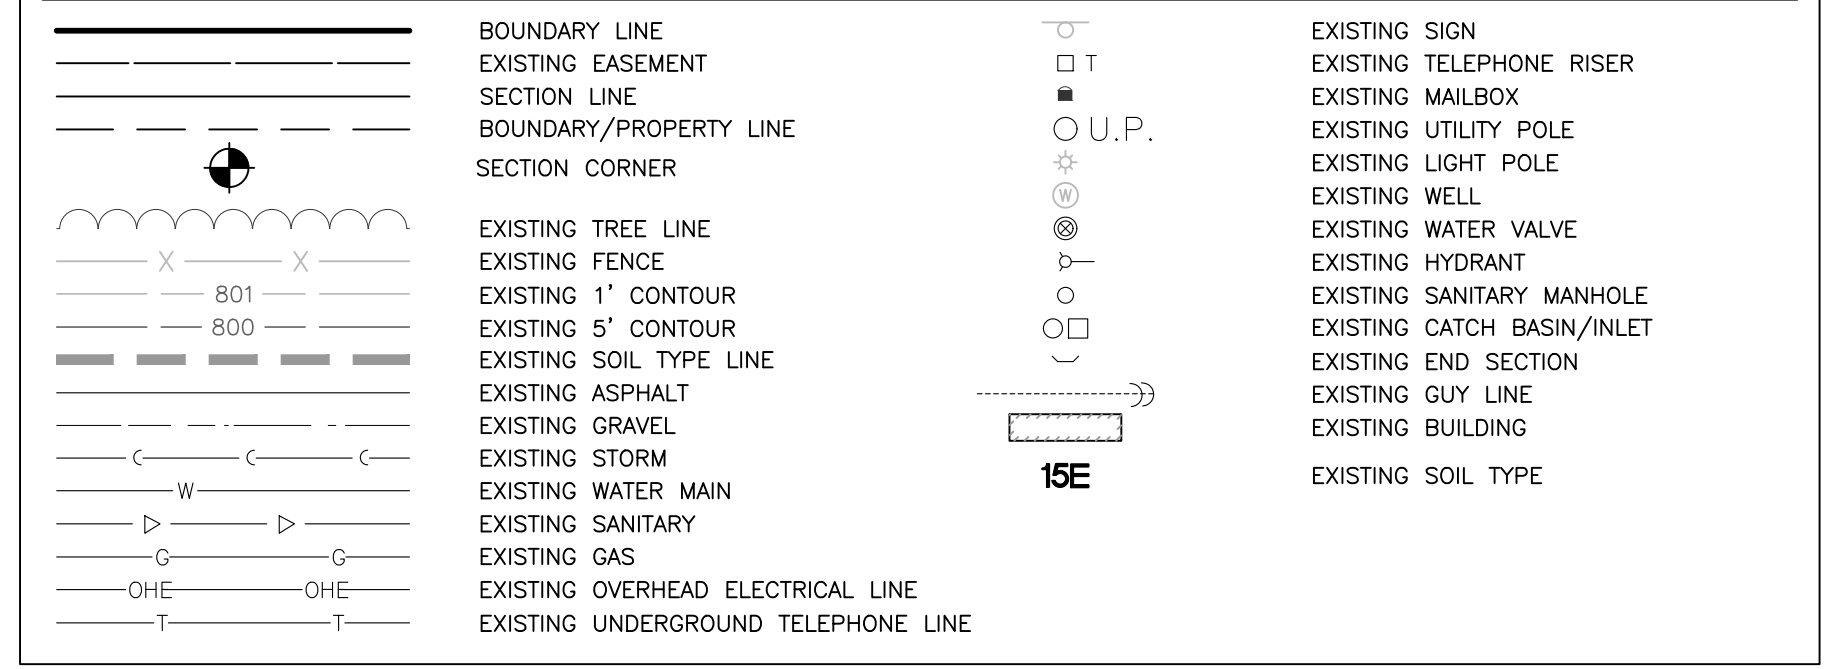 BOUNDARY LINE
EXISTING EASEMENT
SECTION LINE
BOUNDARY/PROPERTY LINE
SECTION CORNER
EXISTING TREE LINE
X X EXISTING FENCE
801 EXISTING 1' CONTOUR
800 EXISTING 5' CONTOUR
EXISTING SOIL TYPE LINE
EXISTING ASPHALT
EXISTING GRAVEL
EXISTING STORM
W EXISTING WATER MAIN
EXISTING SANITARY
G G EXISTING GAS
OHE OHE EXISTING OVERHEAD ELECTRICAL LINE
T T EXISTING UNDERGROUND TELEPHONE LINE
EXISTING SIGN
T EXISTING TELEPHONE RISER
EXISTING MAILBOX
U.P. EXISTING UTILITY POLE
EXISTING LIGHT POLE
W EXISTING WELL
EXISTING WATER VALVE
EXISTING HYDRANT
EXISTING SANITARY MANHOLE
EXISTING CATCH BASIN/INLET
EXISTING END SECTION
EXISTING GUY LINE
EXISTING BUILDING
15E EXISTING SOIL TYPE